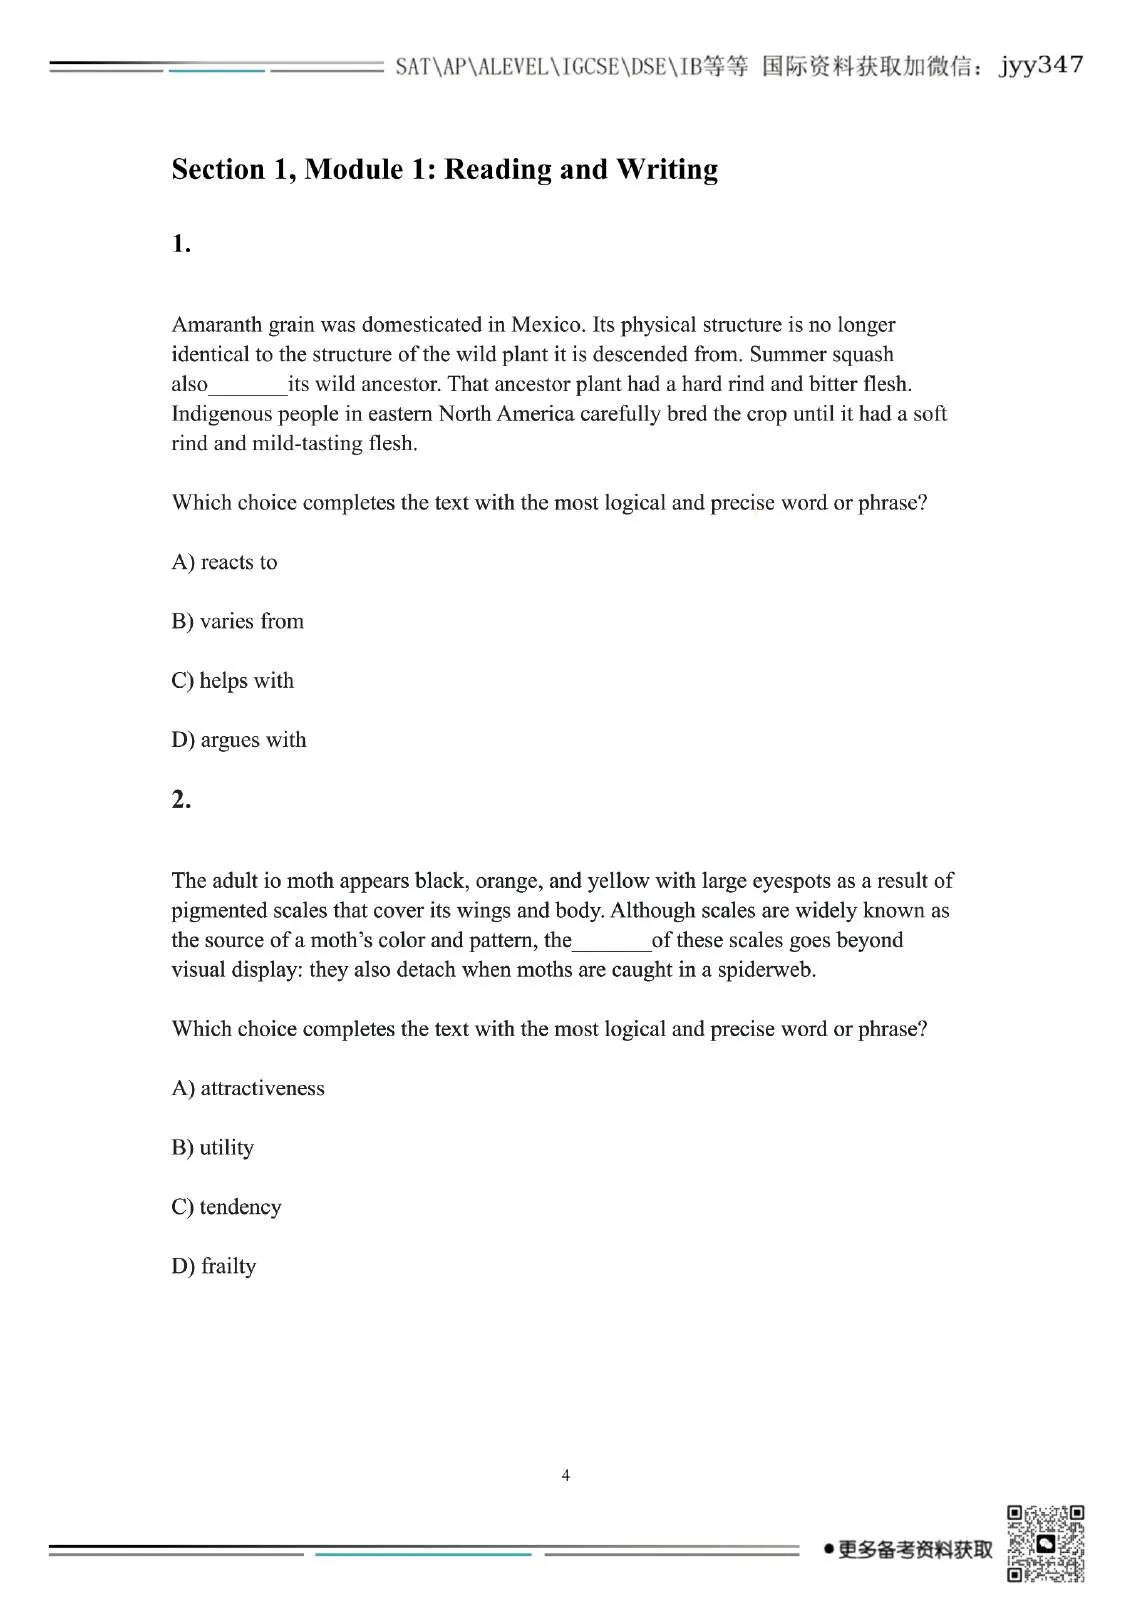 SAT\AP\ALEVEL\IGCSE\DSE\IB等等 国际资料获取加微信: jyy347
Section 1, Module 1: Reading and Writing
1.
Amaranth grain was domesticated in Mexico. Its physical structure is no longer
identical to the structure of the wild plant it is descended from. Summer squash
also_______its wild ancestor. That ancestor plant had a hard rind and bitter flesh.
Indigenous people in eastern North America carefully bred the crop until it had a soft
rind and mild-tasting flesh.
Which choice completes the text with the most logical and precise word or phrase?
A) reacts to
B) varies from
C) helps with
D) argues with
2.
The adult io moth appears black, orange, and yellow with large eyespots as a result of
pigmented scales that cover its wings and body. Although scales are widely known as
the source of a moth’s color and pattern, the_______of these scales goes beyond
visual display: they also detach when moths are caught in a spiderweb.
Which choice completes the text with the most logical and precise word or phrase?
A) attractiveness
B) utility
C) tendency
D) frailty
4
●更多备考资料获取